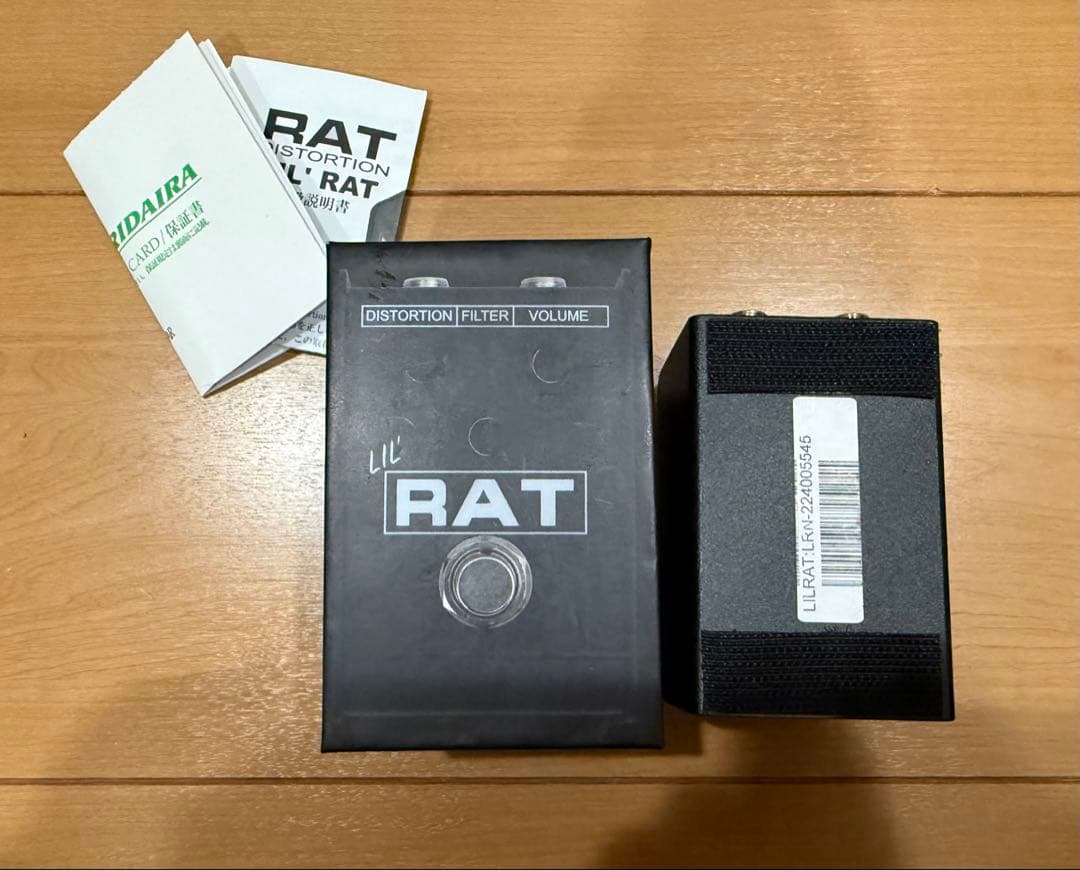 RIDAIRA
CARD/保証書
RAT
DISTORTION
LIL' RAT
説明書
DISTORTION FILTER VOLUME
LIL'
RAT
LILRAT:LRN-224005545